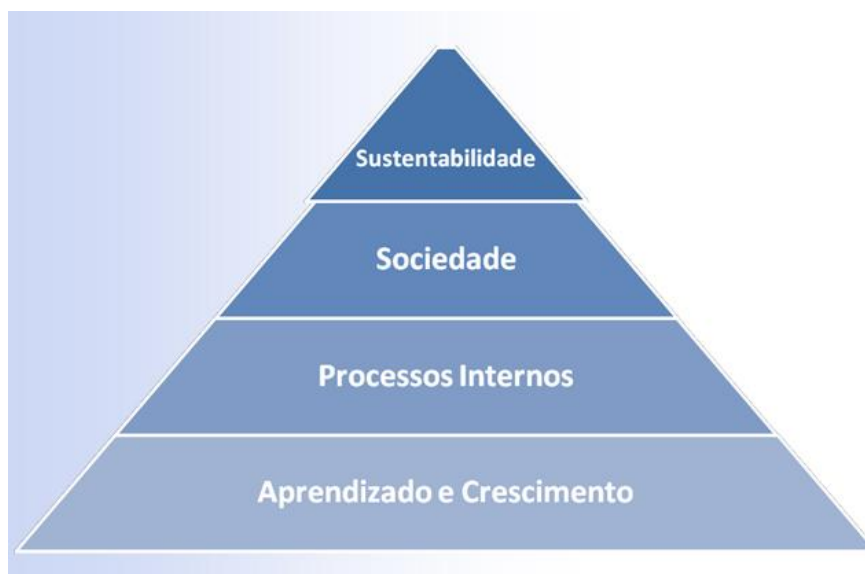 Sustentabilidade
Sociedade
Processos Internos
Aprendizado e Crescimento